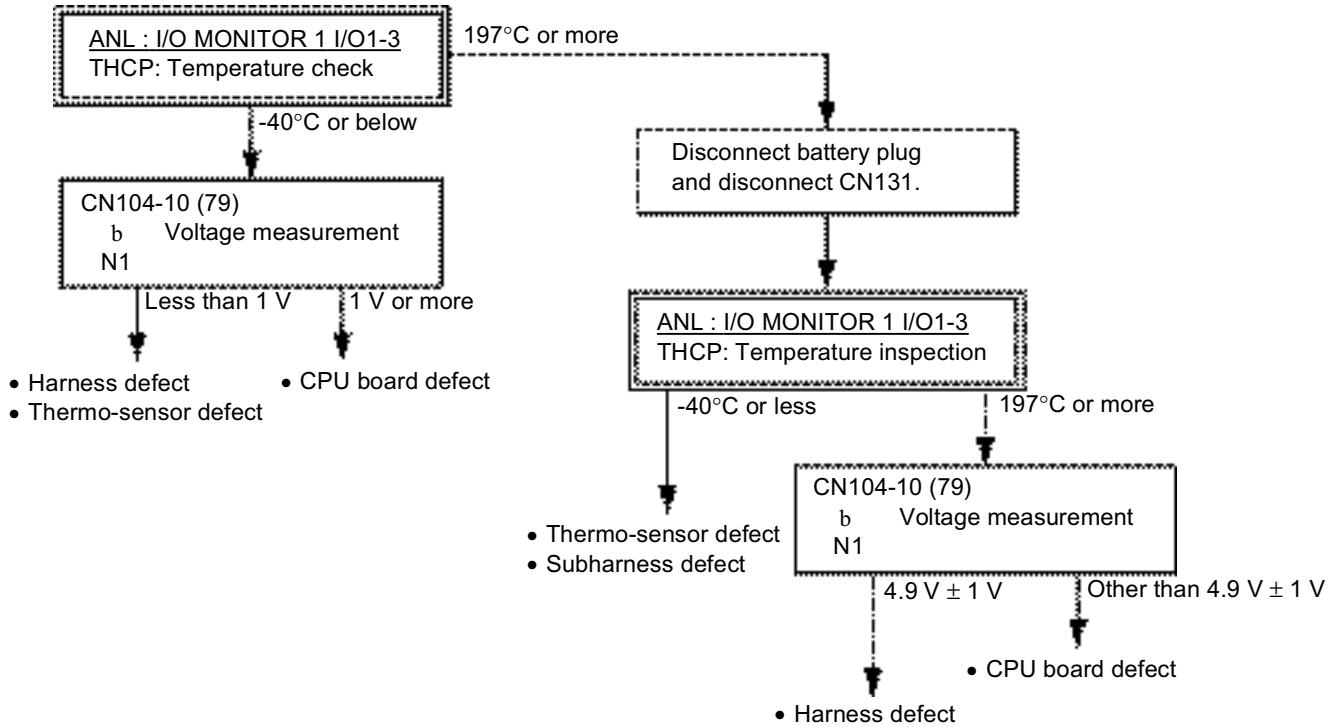 ANL : I/O MONITOR 1 I/O1-3
THCP: Temperature check
197°C or more
-40°C or below
Disconnect battery plug
and disconnect CN131.
CN104-10 (79)
b Voltage measurement
N1
Less than 1 V
1 V or more
• Harness defect
• Thermo-sensor defect
• CPU board defect
ANL : I/O MONITOR 1 I/O1-3
THCP: Temperature inspection
-40°C or less
197°C or more
• Thermo-sensor defect
• Subharness defect
CN104-10 (79)
b Voltage measurement
N1
4.9 V ± 1 V
Other than 4.9 V ± 1 V
• CPU board defect
• Harness defect